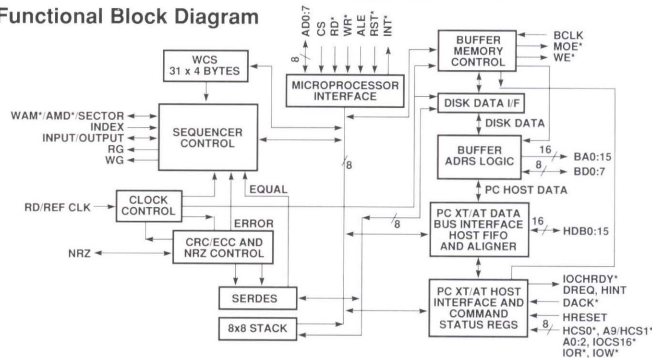 Functional Block Diagram
AD0:7
CS
RD*
WR*
ALE
RST*
INT*
8
WCS
31 x 4 BYTES
MICROPROCESSOR
INTERFACE
BUFFER
MEMORY
CONTROL
BCLK
MOE*
WE*
DISK DATA I/F
DISK DATA
WAM*/AMD*/SECTOR
INDEX
INPUT/OUTPUT
RG
WG
SEQUENCER
CONTROL
8
BUFFER
ADRS LOGIC
16
BA0:15
8
BD0:7
EQUAL
PC HOST DATA
RD/REF CLK
CLOCK
CONTROL
8
ERROR
PC XT/AT DATA
BUS INTERFACE
HOST FIFO
AND ALIGNER
16
HDB0:15
NRZ
CRC/ECC AND
NRZ CONTROL
SERDES
8x8 STACK
PC XT/AT HOST
INTERFACE AND
COMMAND
STATUS REGS
IOCHRDY*
DREQ, HINT
DACK*
HRESET
8
HCS0*, A9/HCS1*
A0:2, IOCS16*
IOR*, IOW*